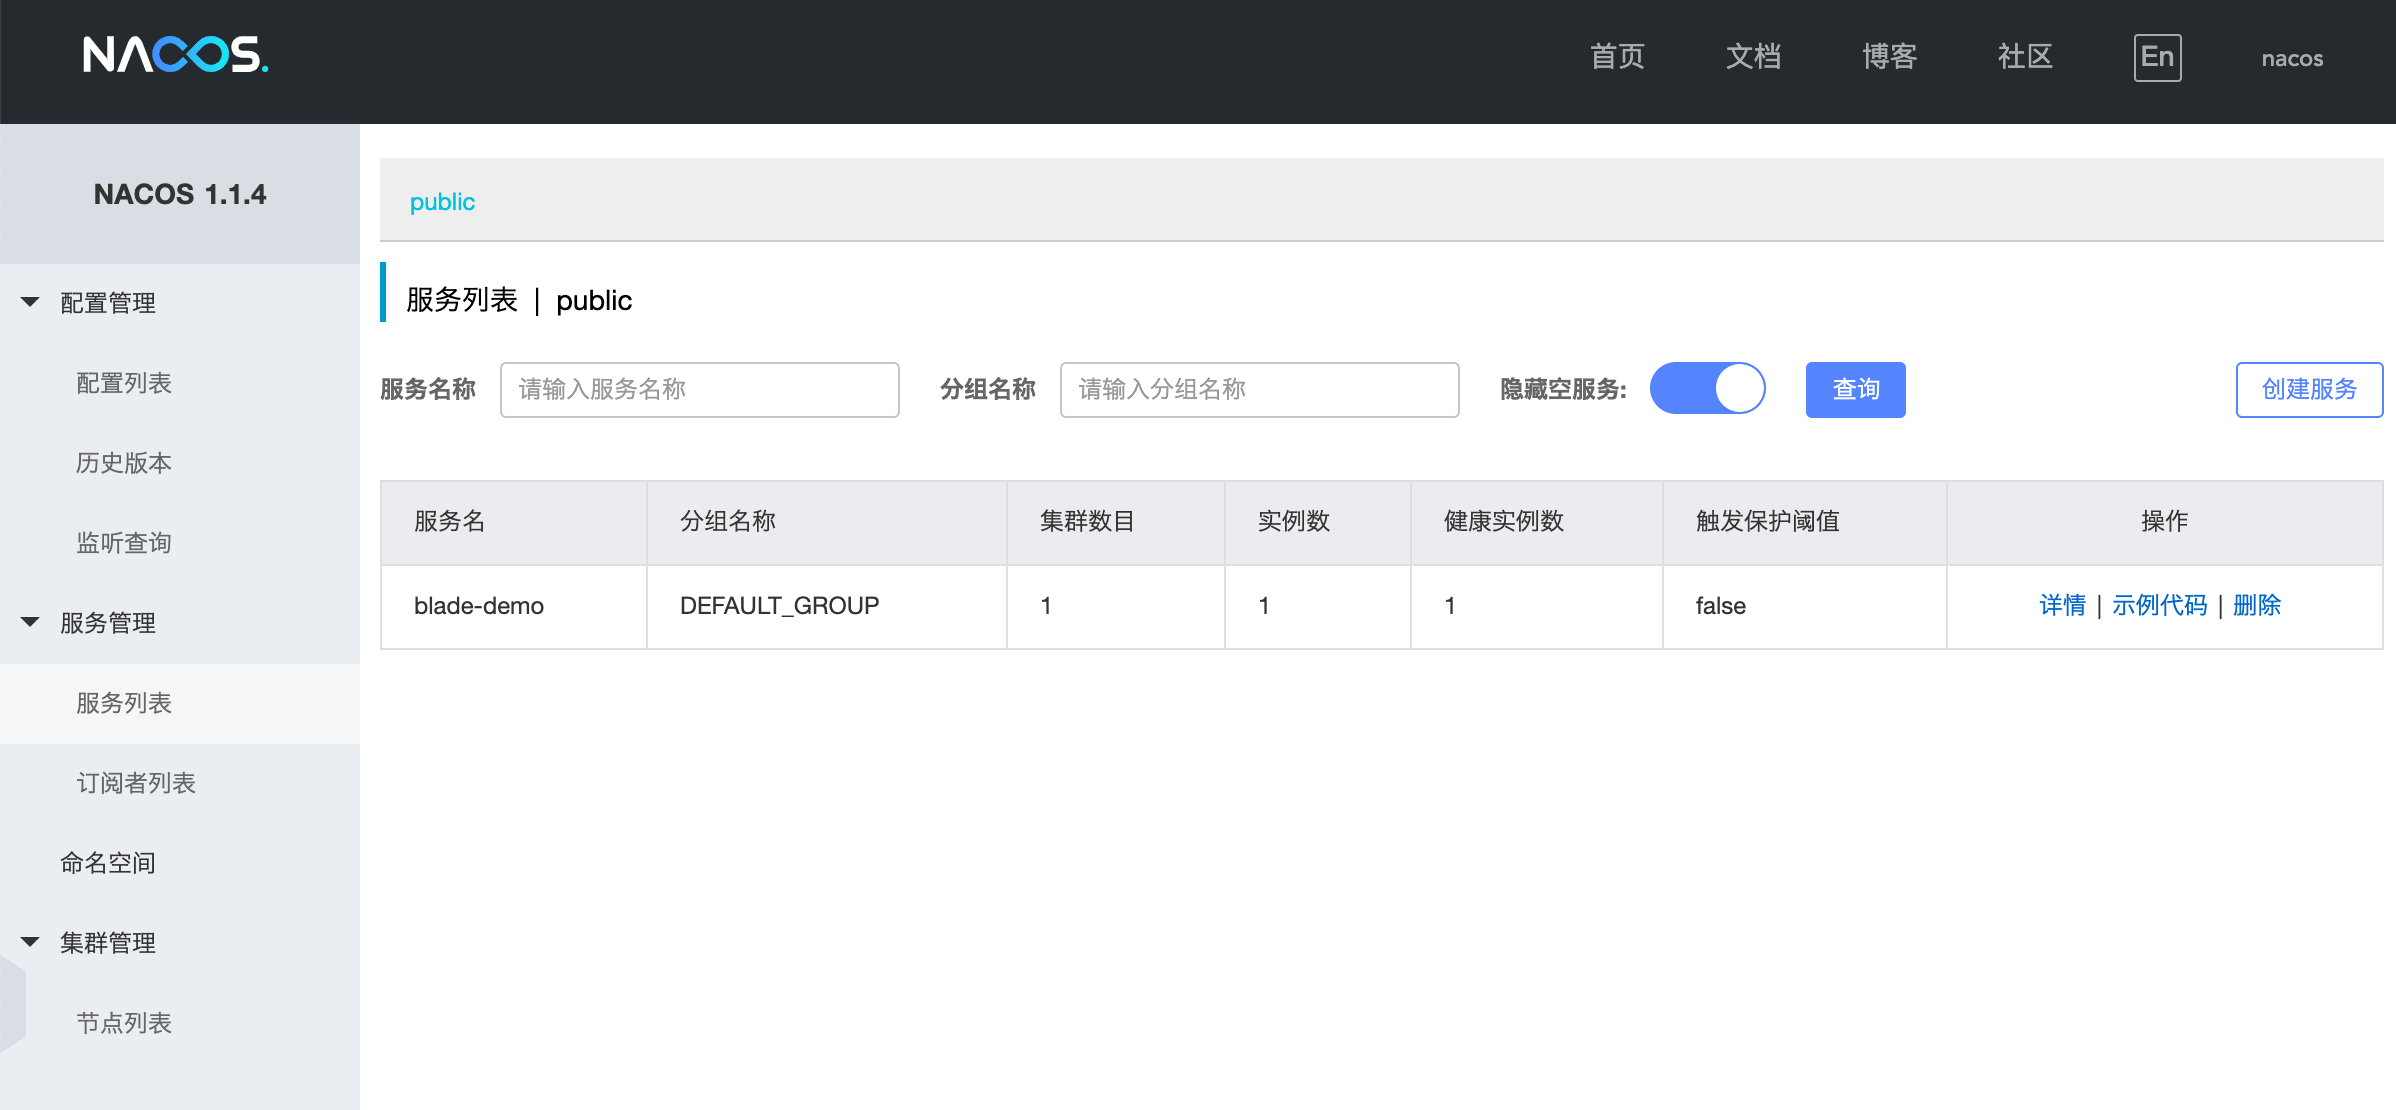 NACOS.
首页 文档 博客 社区 En nacos
NACOS 1.1.4
配置管理
配置列表
历史版本
监听查询
服务管理
服务列表
订阅者列表
命名空间
集群管理
节点列表
public
服务列表 | public
服务名称 请输入服务名称 分组名称 请输入分组名称 隐藏空服务: 查询 创建服务
服务名 分组名称 集群数目 实例数 健康实例数 触发保护阈值 操作
blade-demo DEFAULT_GROUP 1 1 1 false 详情 | 示例代码 | 删除